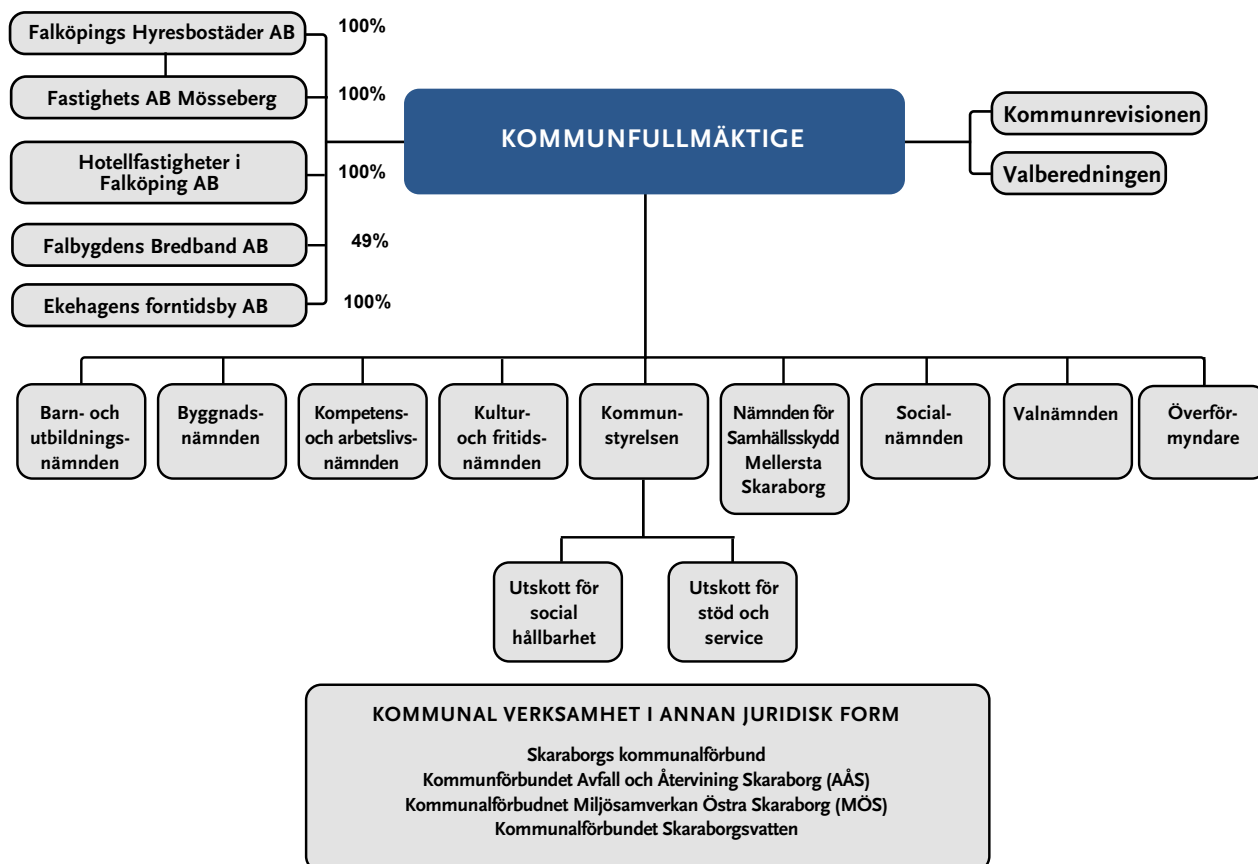 Falköpings Hyresbostäder AB
100%
Fastighets AB Mösseberg
100%
Hotellfastigheter i
Falköping AB
100%
Falbygdens Bredband AB
49%
Ekehagens forntidsby AB
100%
KOMMUNFULLMÄKTIGE
Kommunrevisionen
Valberedningen
Barn- och
utbildnings-
nämnden
Byggnads-
nämnden
Kompetens-
och arbetslivs-
nämnden
Kultur-
och fritids-
nämnden
Kommun-
styrelsen
Nämnden för
Samhällsskydd
Mellersta
Skaraborg
Social-
nämnden
Valnämnden
Överför-
myndare
Utskott för
social
hållbarhet
Utskott för
stöd och
service
KOMMUNAL VERKSAMHET I ANNAN JURIDISK FORM
Skaraborgs kommunalförbund
Kommunförbundet Avfall och Återvining Skaraborg (AÅS)
Kommunalförbudnet Miljösamverkan Östra Skaraborg (MÖS)
Kommunalförbundet Skaraborgsvatten